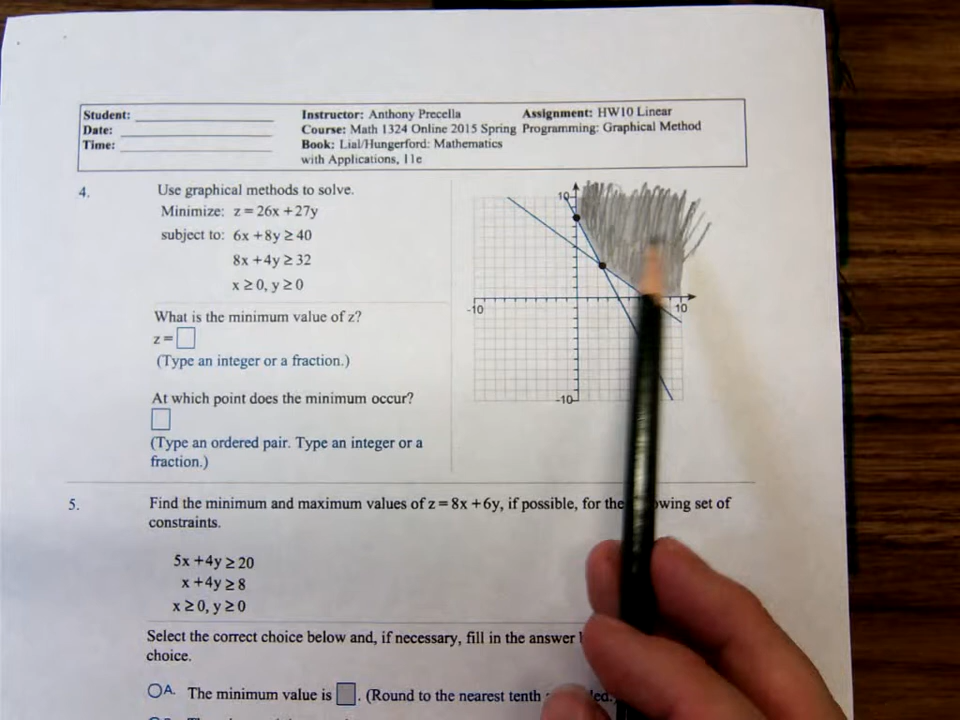 Student:
Date:
Time:
Instructor: Anthony Precella
Course: Math 1324 Online 2015 Spring
Book: Lial/Hungerford: Mathematics
with Applications, 11e
Assignment: HW10 Linear
Programming: Graphical Method
4.
Use graphical methods to solve.
Minimize: z = 26x + 27y
subject to: 6x + 8y ≥ 40
8x + 4y ≥ 32
x ≥ 0, y ≥ 0
What is the minimum value of z?
z =
(Type an integer or a fraction.)
At which point does the minimum occur?
(Type an ordered pair. Type an integer or a
fraction.)
10
-10
10
-10
5.
Find the minimum and maximum values of z = 8x + 6y, if possible, for the owing set of
constraints.
5x + 4y ≥ 20
x + 4y ≥ 8
x ≥ 0, y ≥ 0
Select the correct choice below and, if necessary, fill in the answer
choice.
A. The minimum value is . (Round to the nearest tenth